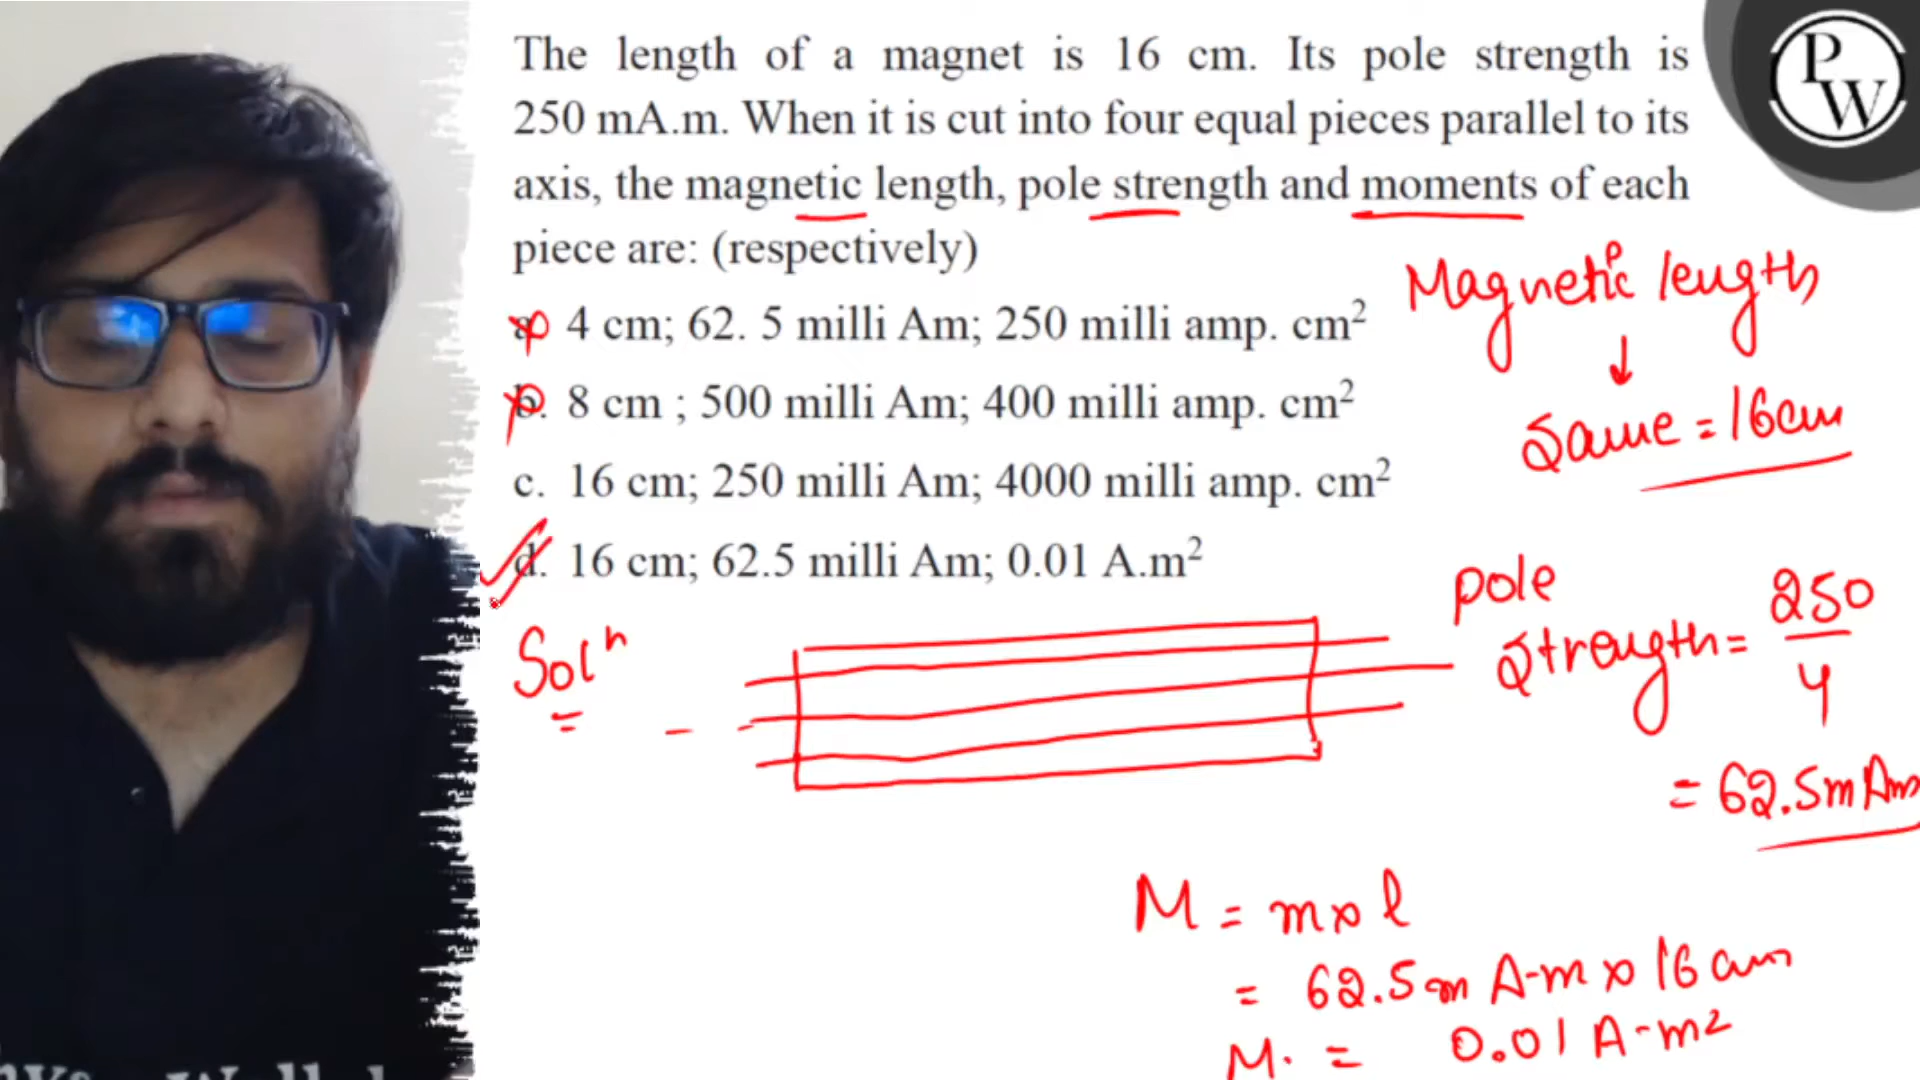 The length of a magnet is 16 cm. Its pole strength is
250 mA.m. When it is cut into four equal pieces parallel to its
axis, the magnetic length, pole strength and moments of each
piece are: (respectively)
a. 4 cm; 62. 5 milli Am; 250 milli amp. cm²
b. 8 cm ; 500 milli Am; 400 milli amp. cm²
c. 16 cm; 250 milli Am; 4000 milli amp. cm²
d. 16 cm; 62.5 milli Am; 0.01 A.m²
PW
Magnetic length
↓
Same = 16cm
Solⁿ
=
pole
Strength = 250/4
= 62.5mAm
M = m × l
= 62.5m A-m × 16 cm
M. = 0.01 A-m²